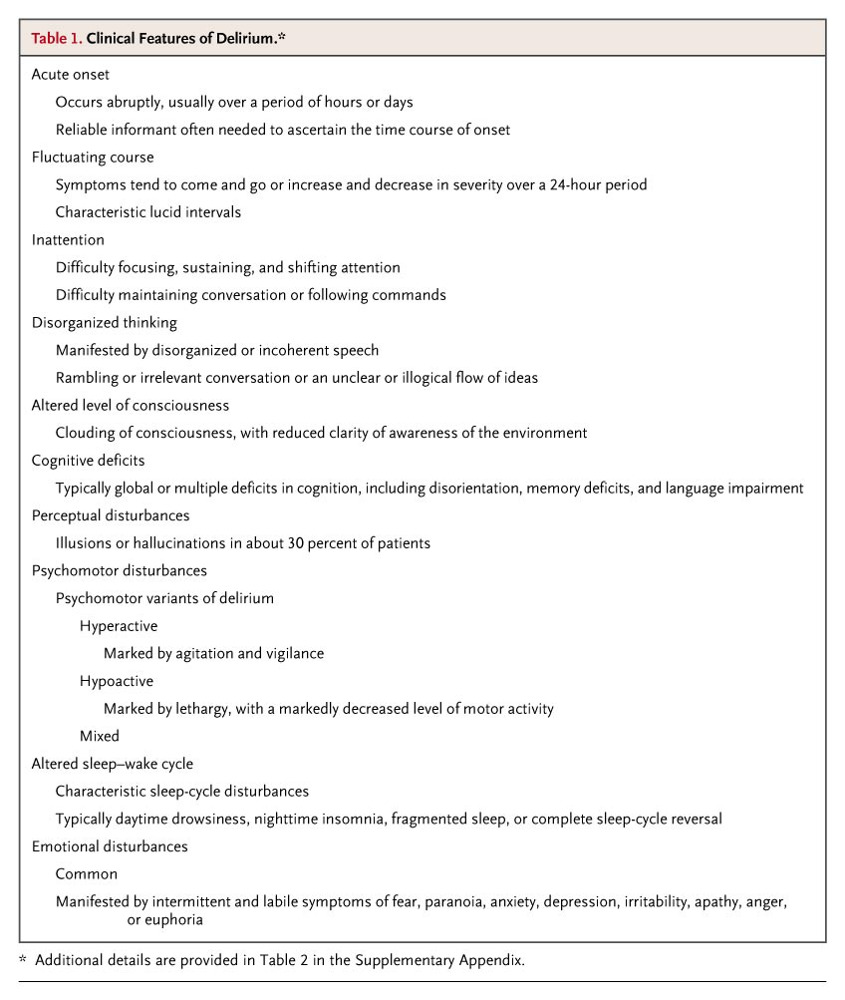 Table 1. Clinical Features of Delirium.*
Acute onset
Occurs abruptly, usually over a period of hours or days
Reliable informant often needed to ascertain the time course of onset
Fluctuating course
Symptoms tend to come and go or increase and decrease in severity over a 24-hour period
Characteristic lucid intervals
Inattention
Difficulty focusing, sustaining, and shifting attention
Difficulty maintaining conversation or following commands
Disorganized thinking
Manifested by disorganized or incoherent speech
Rambling or irrelevant conversation or an unclear or illogical flow of ideas
Altered level of consciousness
Clouding of consciousness, with reduced clarity of awareness of the environment
Cognitive deficits
Typically global or multiple deficits in cognition, including disorientation, memory deficits, and language impairment
Perceptual disturbances
Illusions or hallucinations in about 30 percent of patients
Psychomotor disturbances
Psychomotor variants of delirium
Hyperactive
Marked by agitation and vigilance
Hypoactive
Marked by lethargy, with a markedly decreased level of motor activity
Mixed
Altered sleep–wake cycle
Characteristic sleep-cycle disturbances
Typically daytime drowsiness, nighttime insomnia, fragmented sleep, or complete sleep-cycle reversal
Emotional disturbances
Common
Manifested by intermittent and labile symptoms of fear, paranoia, anxiety, depression, irritability, apathy, anger,
or euphoria
* Additional details are provided in Table 2 in the Supplementary Appendix.